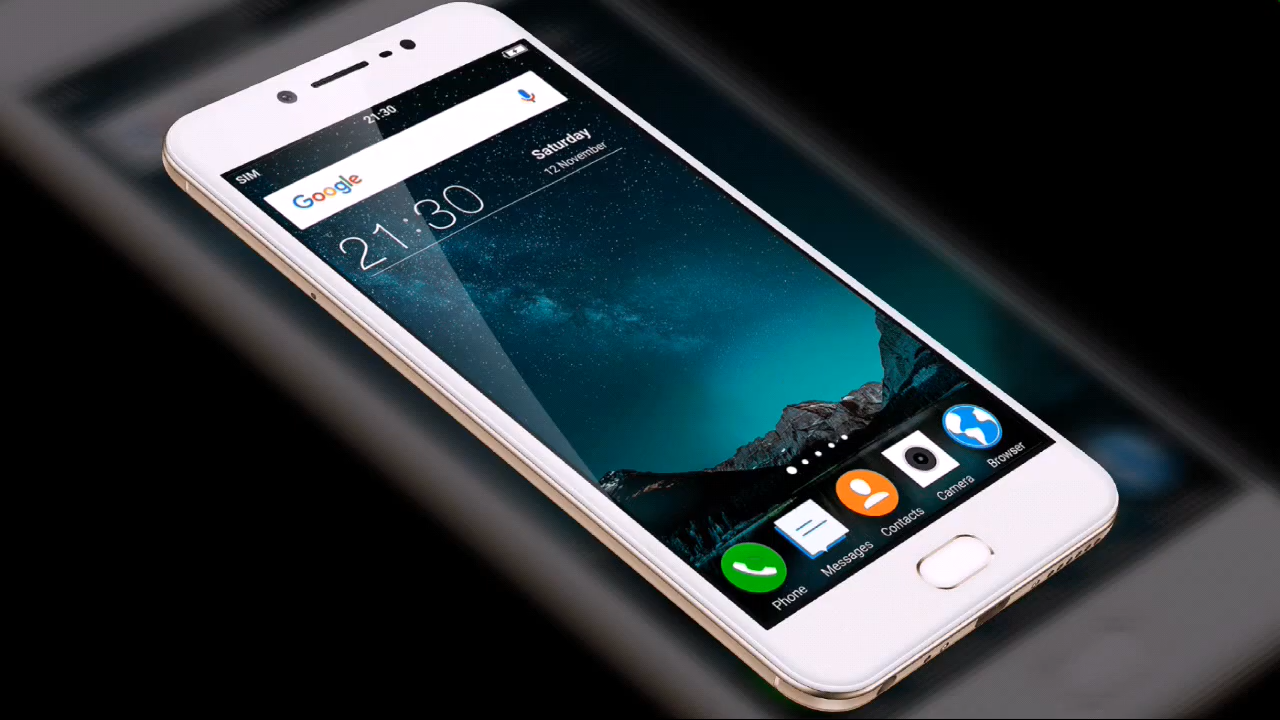 21:30
SIM
Google
Saturday
12 November
21:30
Phone
Messages
Contacts
Camera
Browser